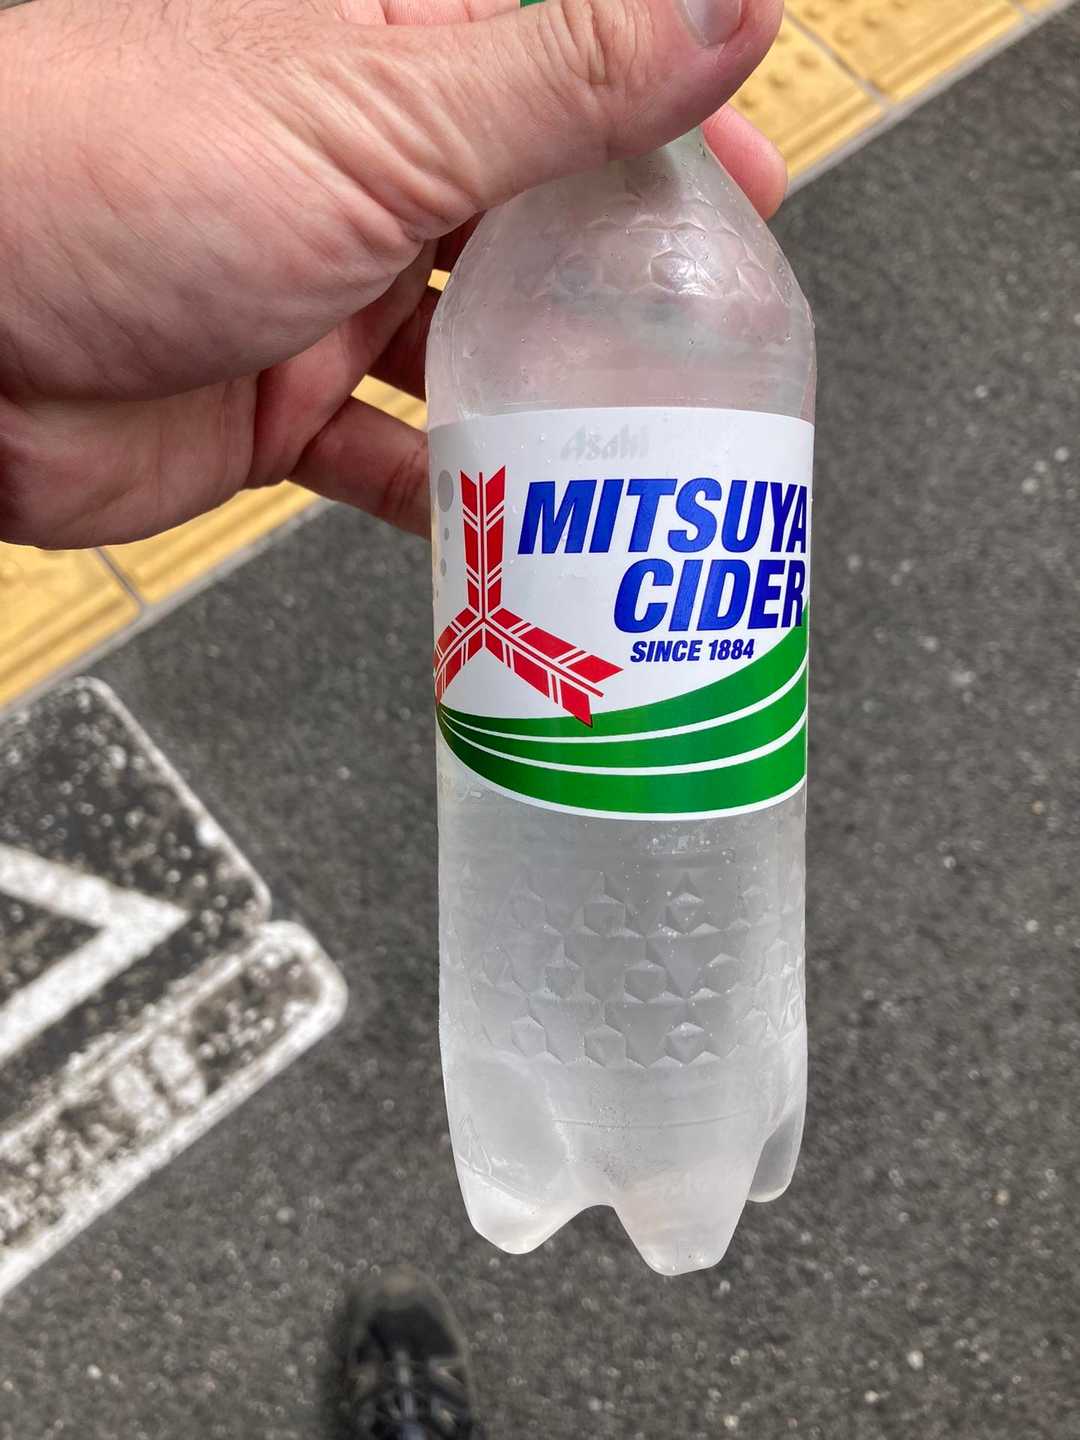 Asahi
MITSUYA
CIDER
SINCE 1884